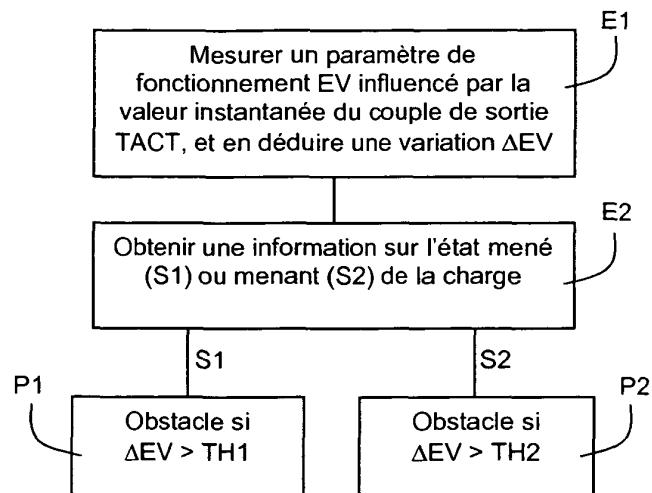 E1
Mesurer un paramètre de
fonctionnement EV influencé par la
valeur instantanée du couple de sortie
TACT, et en déduire une variation ΔEV
E2
Obtenir une information sur l'état mené
(S1) ou menant (S2) de la charge
S1
S2
P1
P2
Obstacle si
ΔEV > TH1
Obstacle si
ΔEV > TH2